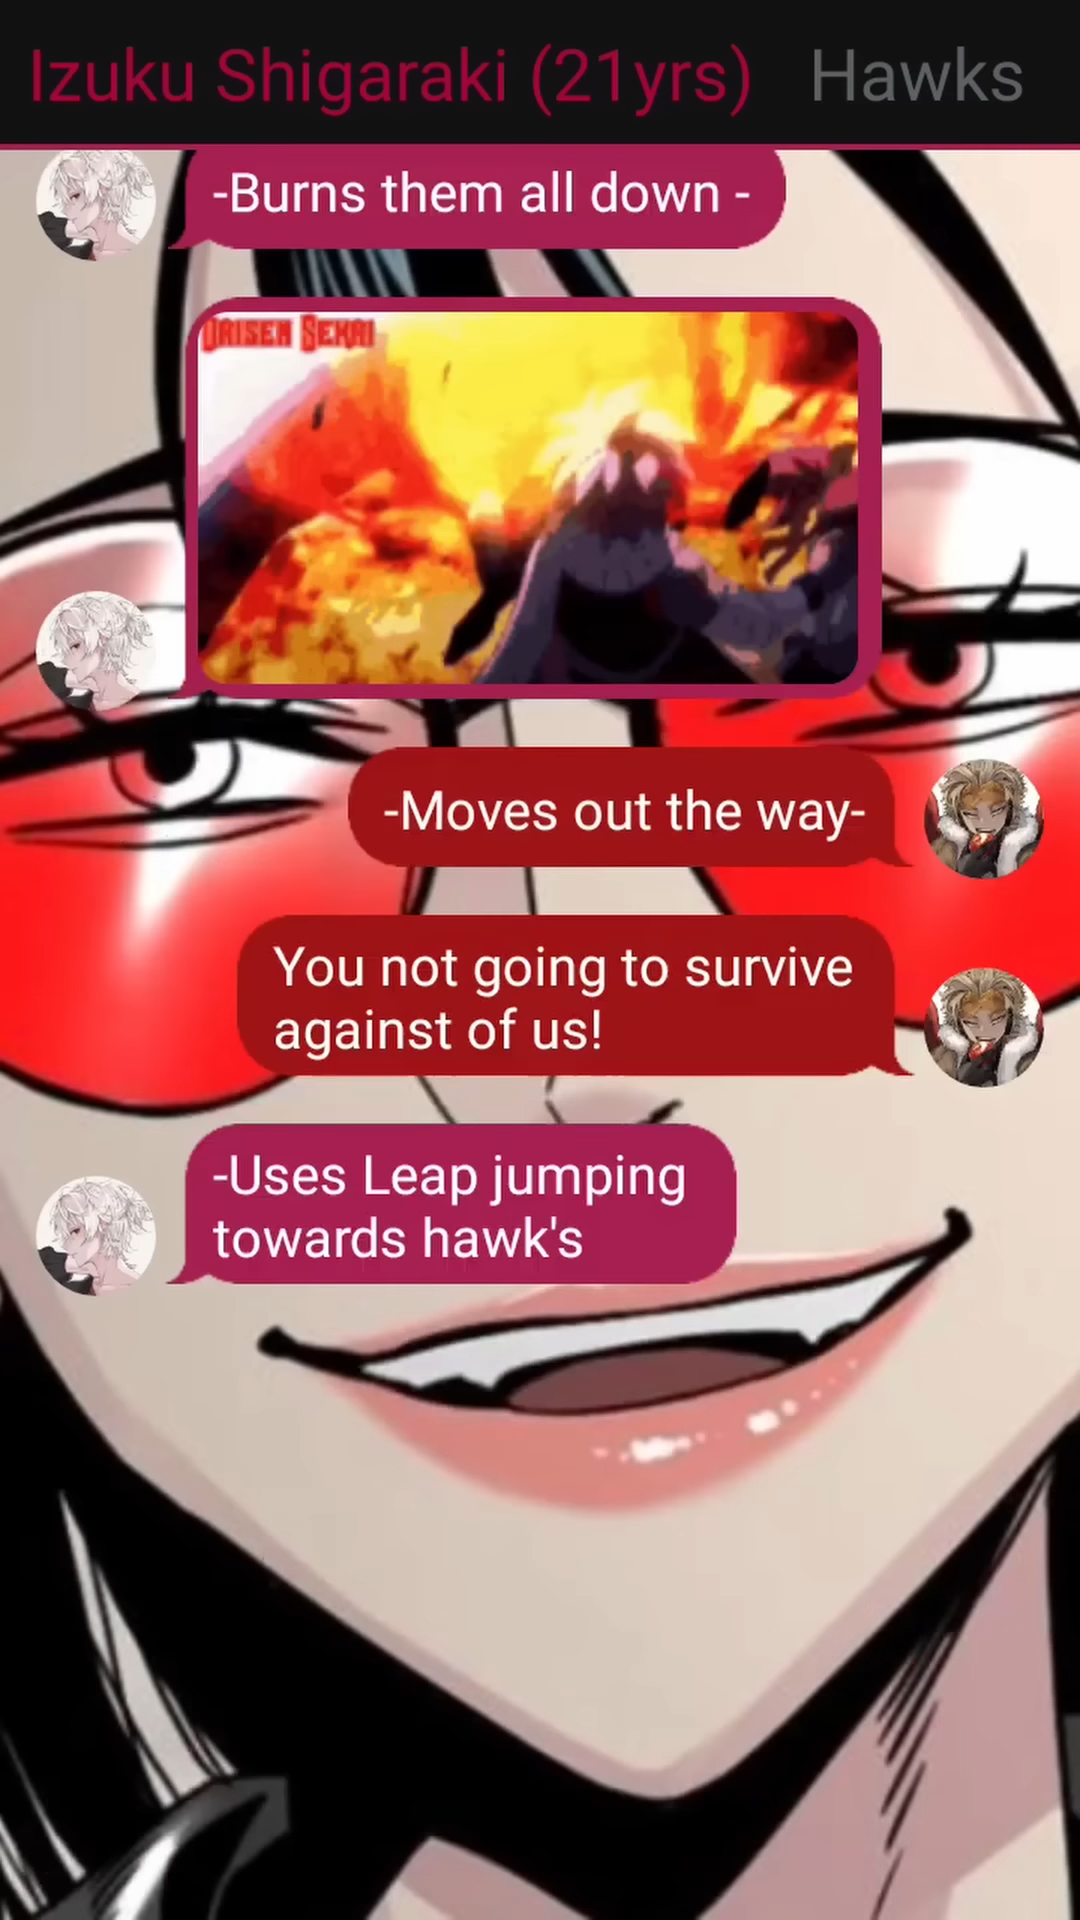 Izuku Shigaraki (21yrs) Hawks
-Burns them all down -
ORISEN SEKAI
-Moves out the way-
You not going to survive
against of us!
-Uses Leap jumping
towards hawk's